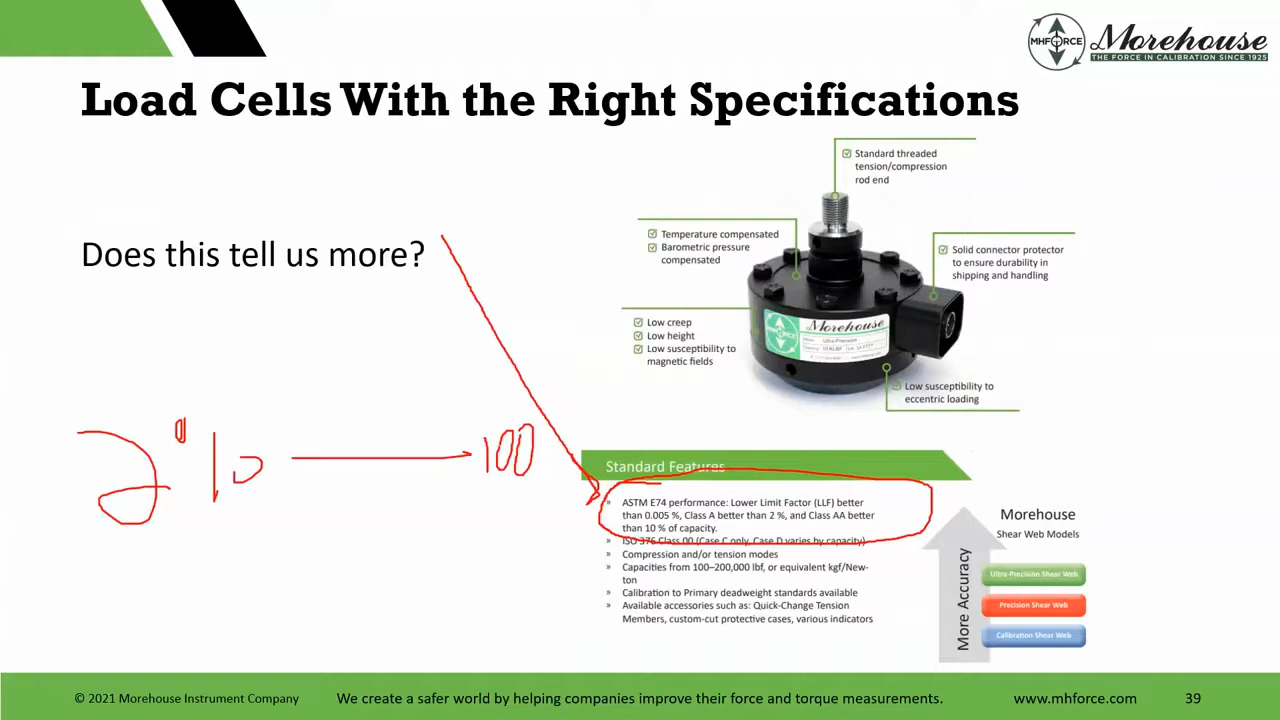 MHFORCE
Morehouse
THE FORCE IN CALIBRATION SINCE 1925
Load Cells With the Right Specifications
Does this tell us more?
Standard threaded
tension/compression
rod end
Temperature compensated
Barometric pressure
compensated
Solid connector protector
to ensure durability in
shipping and handling
Low creep
Low height
Low susceptibility to
magnetic fields
Morehouse
MHFORCE
Ultra-Precision
Low susceptibility to
eccentric loading
2% → 100
Standard Features
» ASTM E74 performance: Lower Limit Factor (LLF) better
than 0.005 %, Class A better than 2 %, and Class AA better
than 10 % of capacity.
» ISO 376 Class 00 (Case C only, Case D varies by capacity)
» Compression and/or tension modes
» Capacities from 100–200,000 lbf, or equivalent kgf/New-
ton
» Calibration to Primary deadweight standards available
» Available accessories such as: Quick-Change Tension
Members, custom-cut protective cases, various indicators
More Accuracy
Morehouse
Shear Web Models
Ultra-Precision Shear Web
Precision Shear Web
Calibration Shear Web
© 2021 Morehouse Instrument Company
We create a safer world by helping companies improve their force and torque measurements.
www.mhforce.com
39